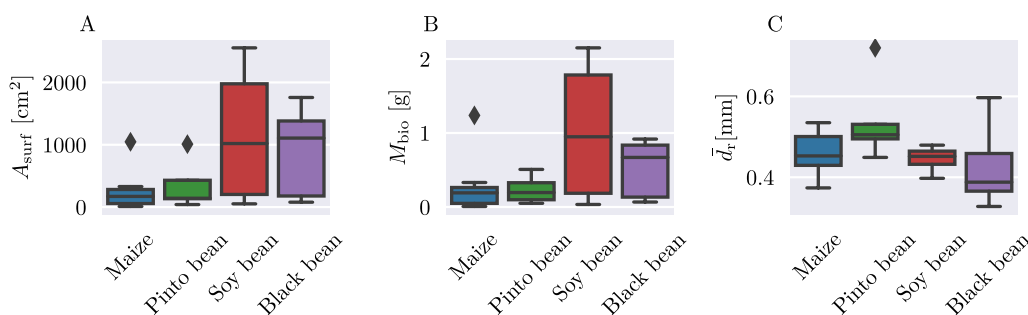 A
A_surf [cm²]
2000
1000
0
Maize
Pinto bean
Soy bean
Black bean
B
M_bio [g]
2
1
0
Maize
Pinto bean
Soy bean
Black bean
C
d̄_r[mm]
0.6
0.4
Maize
Pinto bean
Soy bean
Black bean